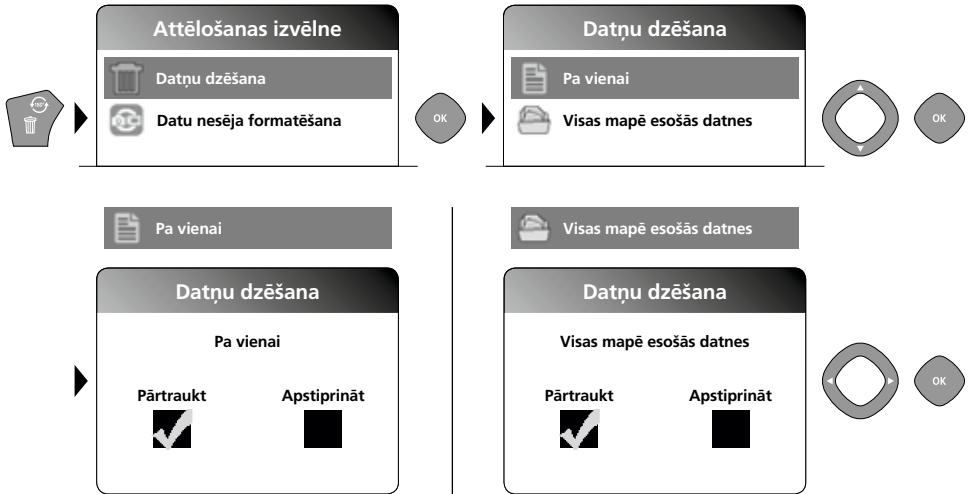 Attēlošanas izvēlne
Datņu dzēšana
Datu nesēja formatēšana
180°
OK
Datņu dzēšana
Pa vienai
Visas mapē esošās datnes
OK
Pa vienai
Datņu dzēšana
Pa vienai
Pārtraukt Apstiprināt
Visas mapē esošās datnes
Datņu dzēšana
Visas mapē esošās datnes
Pārtraukt Apstiprināt
OK